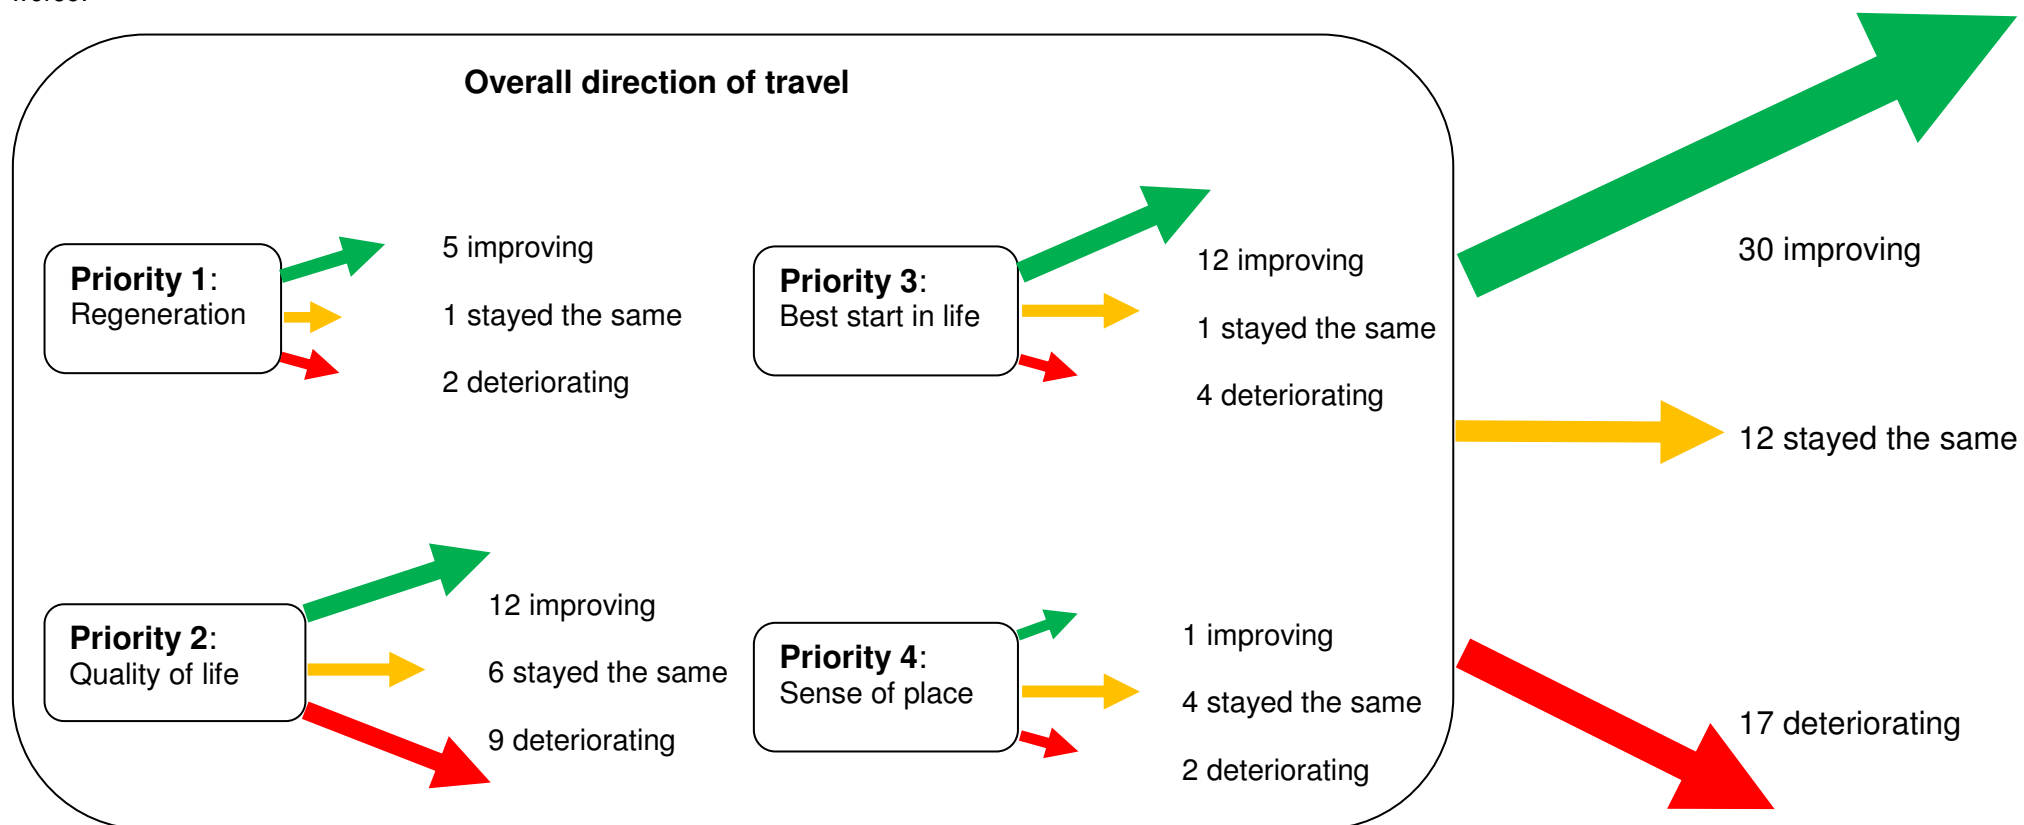 Overall direction of travel
Priority 1:
Regeneration
5 improving
1 stayed the same
2 deteriorating
Priority 3:
Best start in life
12 improving
1 stayed the same
4 deteriorating
Priority 2:
Quality of life
12 improving
6 stayed the same
9 deteriorating
Priority 4:
Sense of place
1 improving
4 stayed the same
2 deteriorating
30 improving
12 stayed the same
17 deteriorating